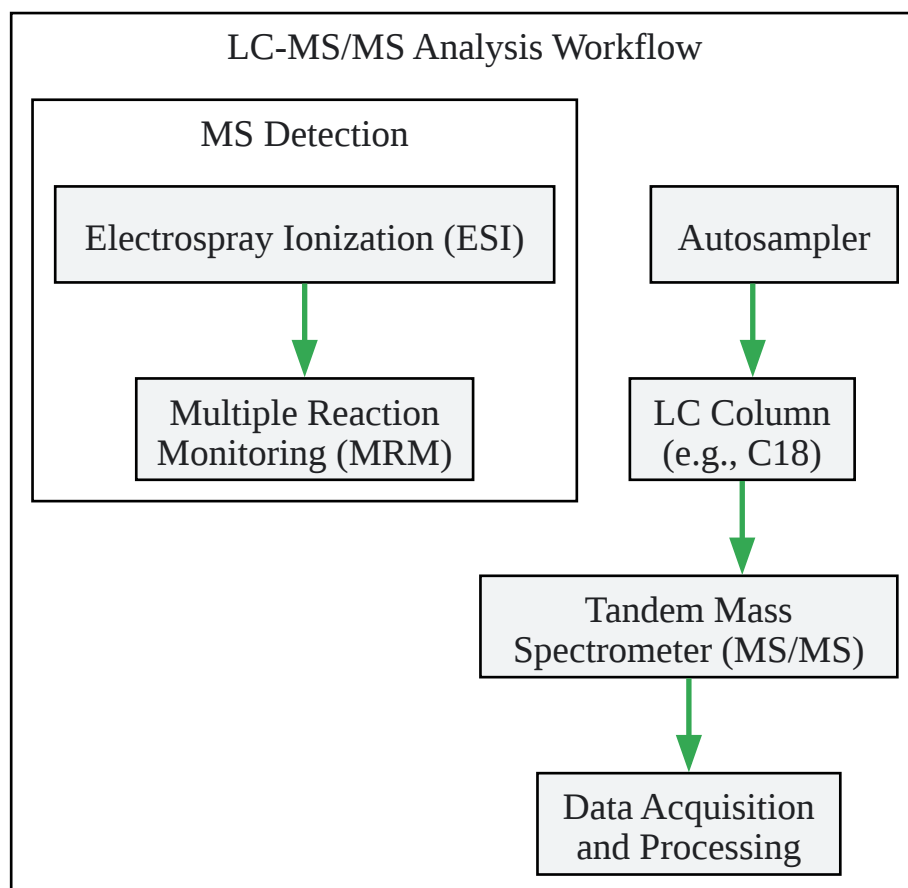 LC-MS/MS Analysis Workflow
MS Detection
Electrospray Ionization (ESI)
Multiple Reaction
Monitoring (MRM)
Autosampler
LC Column
(e.g., C18)
Tandem Mass
Spectrometer (MS/MS)
Data Acquisition
and Processing